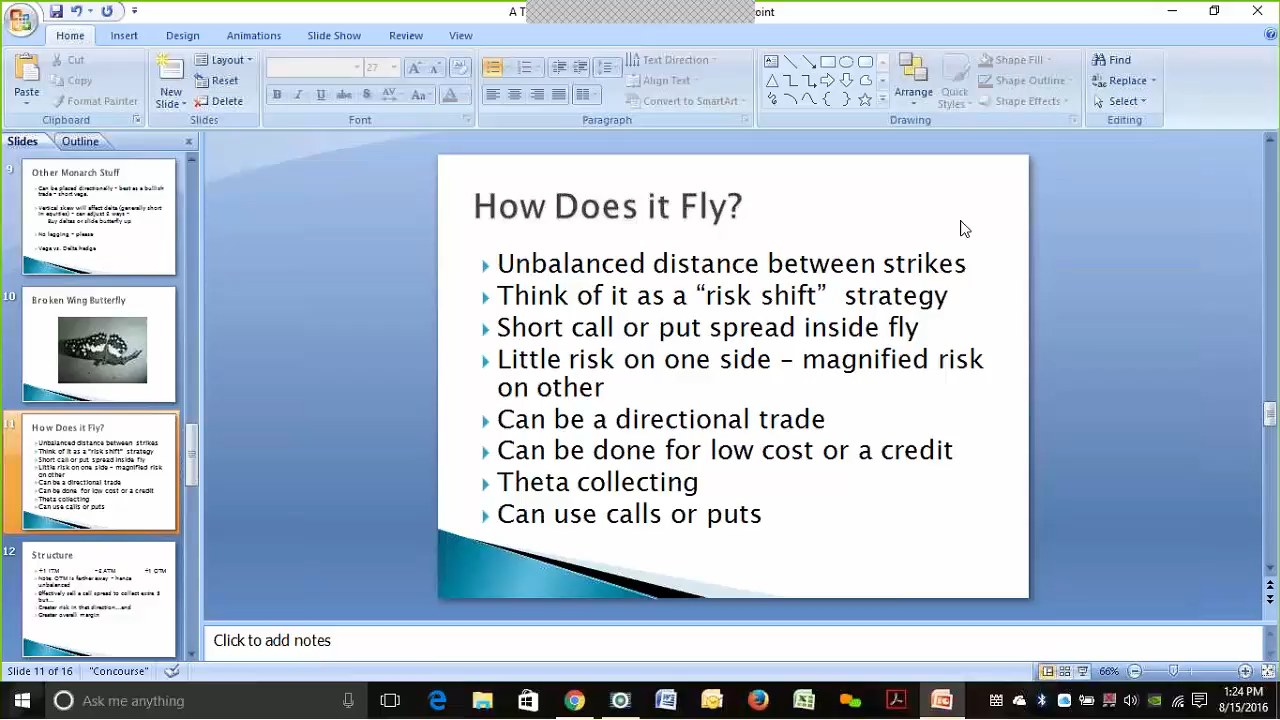 A T
oint
Home
Insert
Design
Animations
Slide Show
Review
View
Paste
Cut
Copy
Format Painter
Clipboard
New
Slide
Layout
Reset
Delete
Slides
27
B I U abe S AV Aa A
Font
Text Direction
Align Text
Convert to SmartArt
Paragraph
Arrange
Quick
Styles
Shape Fill
Shape Outline
Shape Effects
Drawing
Find
Replace
Select
Editing
Slides
Outline
9
Other Monarch Stuff
Can be placed directionally – best as a bullish
trade – short vega.
Vertical skew will affect delta (generally short
in equities) – can adjust 2 ways –
Buy deltas or slide butterfly up
No legging – please
Vega vs. Delta hedge
10
Broken Wing Butterfly
11
How Does it Fly?
Unbalanced distance between strikes
Think of it as a “risk shift” strategy
Short call or put spread inside fly
Little risk on one side – magnified risk
on other
Can be a directional trade
Can be done for low cost or a credit
Theta collecting
Can use calls or puts
12
Structure
+1 ITM -2 ATM +1 OTM
Note: OTM is farther away – hence
unbalanced
Effectively sell a call spread to collect extra $
but...
Greater risk in that direction...and
Greater overall margin
How Does it Fly?
Unbalanced distance between strikes
Think of it as a “risk shift” strategy
Short call or put spread inside fly
Little risk on one side – magnified risk
on other
Can be a directional trade
Can be done for low cost or a credit
Theta collecting
Can use calls or puts
Click to add notes
Slide 11 of 16
"Concourse"
66%
Ask me anything
1:24 PM
8/15/2016